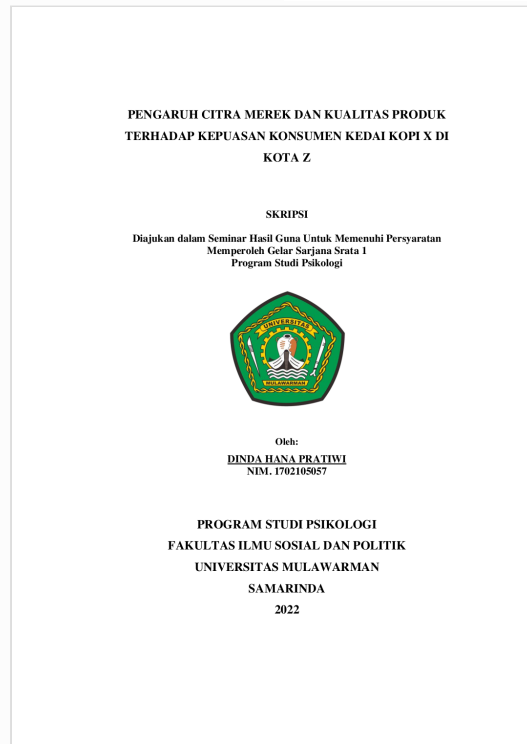 PENGARUH CITRA MEREK DAN KUALITAS PRODUK
TERHADAP KEPUASAN KONSUMEN KEDAI KOPI X DI
KOTA Z
SKRIPSI
Diajukan dalam Seminar Hasil Guna Untuk Memenuhi Persyaratan
Memperoleh Gelar Sarjana Srata 1
Program Studi Psikologi
UNIVERSITAS
MULAWARMAN
Oleh:
DINDA HANA PRATIWI
NIM. 1702105057
PROGRAM STUDI PSIKOLOGI
FAKULTAS ILMU SOSIAL DAN POLITIK
UNIVERSITAS MULAWARMAN
SAMARINDA
2022